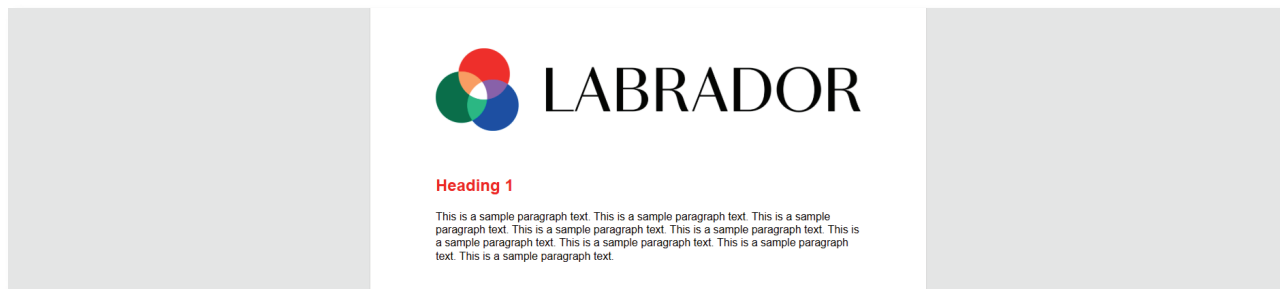 LABRADOR
Heading 1
This is a sample paragraph text. This is a sample paragraph text. This is a sample
paragraph text. This is a sample paragraph text. This is a sample paragraph text. This is
a sample paragraph text. This is a sample paragraph text. This is a sample paragraph
text. This is a sample paragraph text.